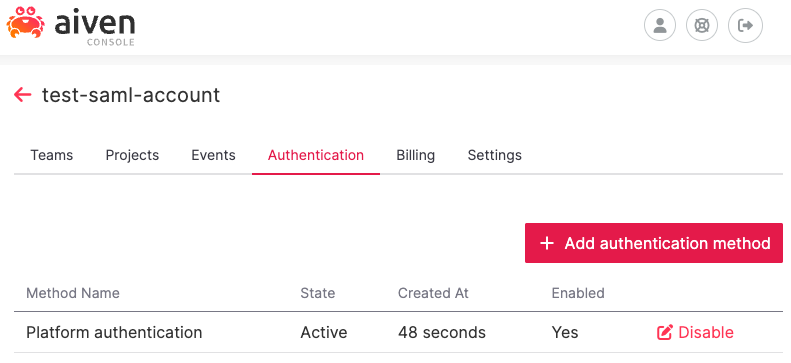 aiven
CONSOLE
test-saml-account
Teams Projects Events Authentication Billing Settings
+ Add authentication method
Method Name State Created At Enabled
Platform authentication Active 48 seconds Yes Disable